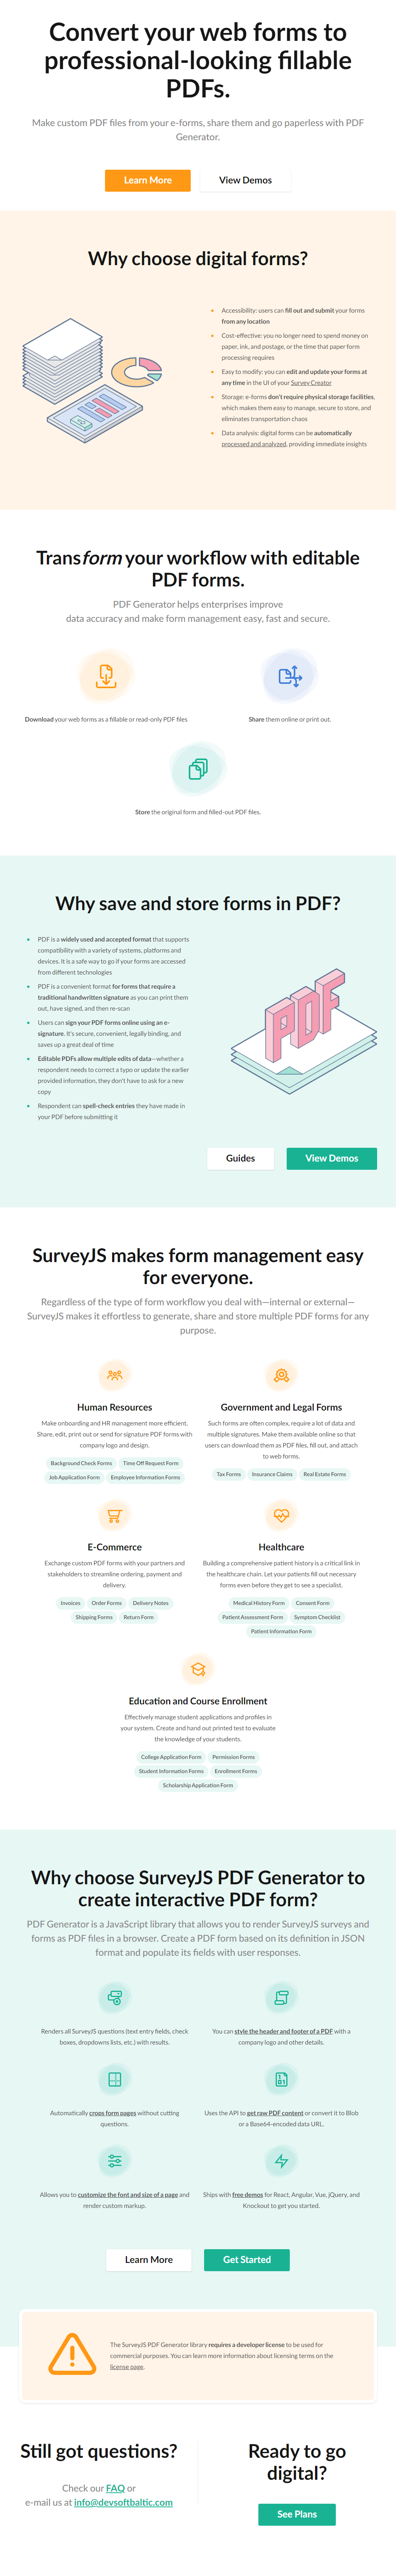 Convert your web forms to
professional-looking fillable
PDFs.
Make custom PDF files from your e-forms, share them and go paperless with PDF
Generator.
Learn More
View Demos
Why choose digital forms?
Accessibility: users can fill out and submit your forms
from any location
Cost-effective: you no longer need to spend money on
paper, ink, and postage, or the time that paper form
processing requires
Easy to modify: you can edit and update your forms at
any time in the UI of your Survey Creator
Storage: e-forms don't require physical storage facilities,
which makes them easy to manage, secure to store, and
eliminates transportation chaos
Data analysis: digital forms can be automatically
processed and analyzed, providing immediate insights
Transform your workflow with editable
PDF forms.
PDF Generator helps enterprises improve
data accuracy and make form management easy, fast and secure.
Download your web forms as a fillable or read-only PDF files
Share them online or print out.
Store the original form and filled-out PDF files.
Why save and store forms in PDF?
PDF is a widely used and accepted format that supports
compatibility with a variety of systems, platforms and
devices. It is a safe way to go if your forms are accessed
from different technologies
PDF is a convenient format for forms that require a
traditional handwritten signature as you can print them
out, have signed, and then re-scan
Users can sign your PDF forms online using an e-
signature. It's secure, convenient, legally binding, and
saves up a great deal of time
Editable PDFs allow multiple edits of data—whether a
respondent needs to correct a typo or update the earlier
provided information, they don't have to ask for a new
copy
Respondent can spell-check entries they have made in
your PDF before submitting it
PDF
Guides
View Demos
SurveyJS makes form management easy
for everyone.
Regardless of the type of form workflow you deal with—internal or external—
SurveyJS makes it effortless to generate, share and store multiple PDF forms for any
purpose.
Human Resources
Make onboarding and HR management more efficient.
Share, edit, print out or send for signature PDF forms with
company logo and design.
Background Check Forms
Time Off Request Form
Job Application Form
Employee Information Forms
Government and Legal Forms
Such forms are often complex, require a lot of data and
multiple signatures. Make them available online so that
users can download them as PDF files, fill out, and attach
to web forms.
Tax Forms
Insurance Claims
Real Estate Forms
E-Commerce
Exchange custom PDF forms with your partners and
stakeholders to streamline ordering, payment and
delivery.
Invoices
Order Forms
Delivery Notes
Shipping Forms
Return Form
Healthcare
Building a comprehensive patient history is a critical link in
the healthcare chain. Let your patients fill out necessary
forms even before they get to see a specialist.
Medical History Form
Consent Form
Patient Assessment Form
Symptom Checklist
Patient Information Form
Education and Course Enrollment
Effectively manage student applications and profiles in
your system. Create and hand out printed test to evaluate
the knowledge of your students.
College Application Form
Permission Forms
Student Information Forms
Enrollment Forms
Scholarship Application Form
Why choose SurveyJS PDF Generator to
create interactive PDF form?
PDF Generator is a JavaScript library that allows you to render SurveyJS surveys and
forms as PDF files in a browser. Create a PDF form based on its definition in JSON
format and populate its fields with user responses.
Renders all SurveyJS questions (text entry fields, check
boxes, dropdowns lists, etc.) with results.
You can style the header and footer of a PDF with a
company logo and other details.
Automatically crops form pages without cutting
questions.
Uses the API to get raw PDF content or convert it to Blob
or a Base64-encoded data URL.
Allows you to customize the font and size of a page and
render custom markup.
Ships with free demos for React, Angular, Vue, jQuery, and
Knockout to get you started.
Learn More
Get Started
The SurveyJS PDF Generator library requires a developer license to be used for
commercial purposes. You can learn more information about licensing terms on the
license page.
Still got questions?
Check our FAQ or
e-mail us at info@devsoftbaltic.com
Ready to go
digital?
See Plans